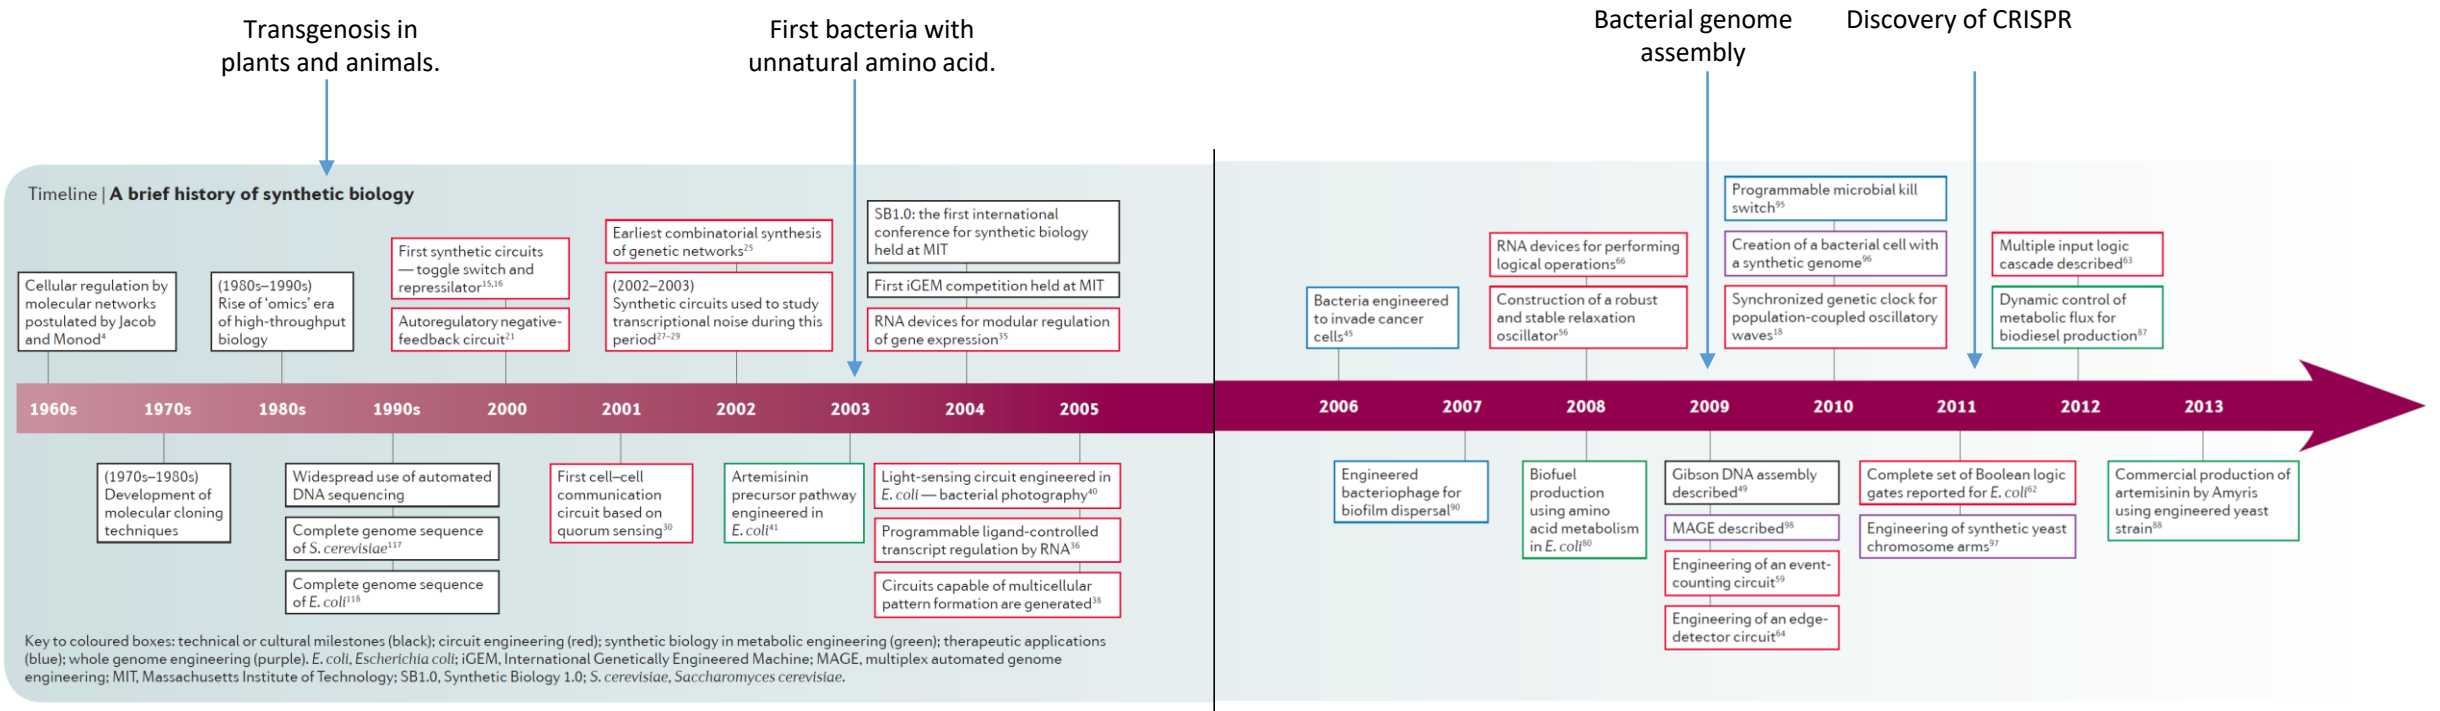 Transgenosis in
plants and animals.
First bacteria with
unnatural amino acid.
Bacterial genome
assembly
Discovery of CRISPR
Timeline | A brief history of synthetic biology
Cellular regulation by
molecular networks
postulated by Jacob
and Monod4
(1980s–1990s)
Rise of ‘omics’ era
of high-throughput
biology
First synthetic circuits
— toggle switch and
repressilator15,16
Autoregulatory negative-
feedback circuit21
Earliest combinatorial synthesis
of genetic networks25
(2002–2003)
Synthetic circuits used to study
transcriptional noise during this
period27–29
SB1.0: the first international
conference for synthetic biology
held at MIT
First iGEM competition held at MIT
RNA devices for modular regulation
of gene expression35
Bacteria engineered
to invade cancer
cells45
RNA devices for performing
logical operations66
Construction of a robust
and stable relaxation
oscillator56
Programmable microbial kill
switch95
Creation of a bacterial cell with
a synthetic genome96
Synchronized genetic clock for
population-coupled oscillatory
waves18
Multiple input logic
cascade described63
Dynamic control of
metabolic flux for
biodiesel production87
1960s 1970s 1980s 1990s 2000 2001 2002 2003 2004 2005 2006 2007 2008 2009 2010 2011 2012 2013
(1970s–1980s)
Development of
molecular cloning
techniques
Widespread use of automated
DNA sequencing
Complete genome sequence
of S. cerevisiae117
Complete genome sequence
of E. coli118
First cell–cell
communication
circuit based on
quorum sensing30
Artemisinin
precursor pathway
engineered in
E. coli41
Light-sensing circuit engineered in
E. coli — bacterial photography40
Programmable ligand-controlled
transcript regulation by RNA36
Circuits capable of multicellular
pattern formation are generated38
Engineered
bacteriophage for
biofilm dispersal90
Biofuel
production
using amino
acid metabolism
in E. coli80
Gibson DNA assembly
described49
MAGE described98
Engineering of an event-
counting circuit59
Engineering of an edge-
detector circuit64
Complete set of Boolean logic
gates reported for E. coli62
Engineering of synthetic yeast
chromosome arms97
Commercial production of
artemisinin by Amyris
using engineered yeast
strain88
Key to coloured boxes: technical or cultural milestones (black); circuit engineering (red); synthetic biology in metabolic engineering (green); therapeutic applications
(blue); whole genome engineering (purple). E. coli, Escherichia coli; iGEM, International Genetically Engineered Machine; MAGE, multiplex automated genome
engineering; MIT, Massachusetts Institute of Technology; SB1.0, Synthetic Biology 1.0; S. cerevisiae, Saccharomyces cerevisiae.